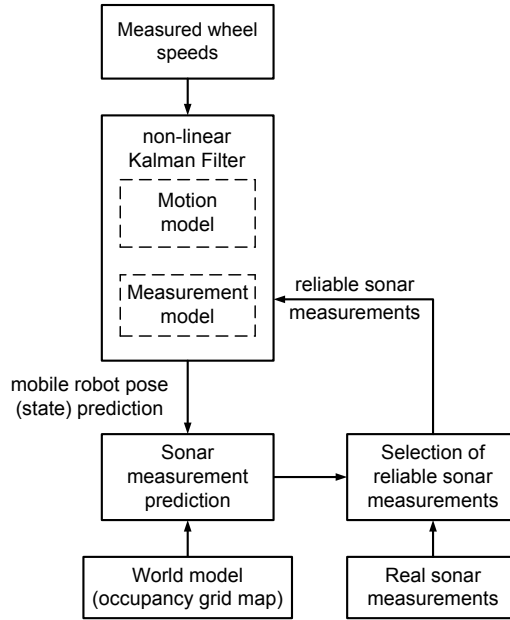 Measured wheel
speeds
non-linear
Kalman Filter
Motion
model
Measurement
model
reliable sonar
measurements
mobile robot pose
(state) prediction
Sonar
measurement
prediction
Selection of
reliable sonar
measurements
World model
(occupancy grid map)
Real sonar
measurements